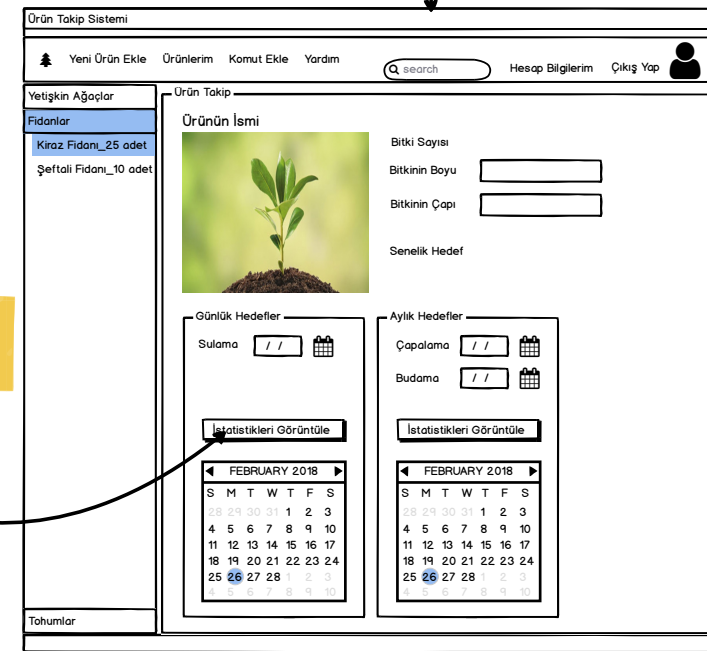 Ürün Takip Sistemi
Yeni Ürün Ekle Ürünlerim Komut Ekle Yardım search Hesap Bilgilerim Çıkış Yap
Yetişkin Ağaçlar
Fidanlar
Kiraz Fidanı_25 adet
Şeftali Fidanı_10 adet
Tohumlar
Ürün Takip
Ürünün İsmi
Bitki Sayısı
Bitkinin Boyu
Bitkinin Çapı
Senelik Hedef
Günlük Hedefler
Sulama / /
İstatistikleri Görüntüle
FEBRUARY 2018
S M T W T F S
28 29 30 31 1 2 3
4 5 6 7 8 9 10
11 12 13 14 15 16 17
18 19 20 21 22 23 24
25 26 27 28 1 2 3
4 5 6 7 8 9 10
Aylık Hedefler
Çapalama / /
Budama / /
İstatistikleri Görüntüle
FEBRUARY 2018
S M T W T F S
28 29 30 31 1 2 3
4 5 6 7 8 9 10
11 12 13 14 15 16 17
18 19 20 21 22 23 24
25 26 27 28 1 2 3
4 5 6 7 8 9 10